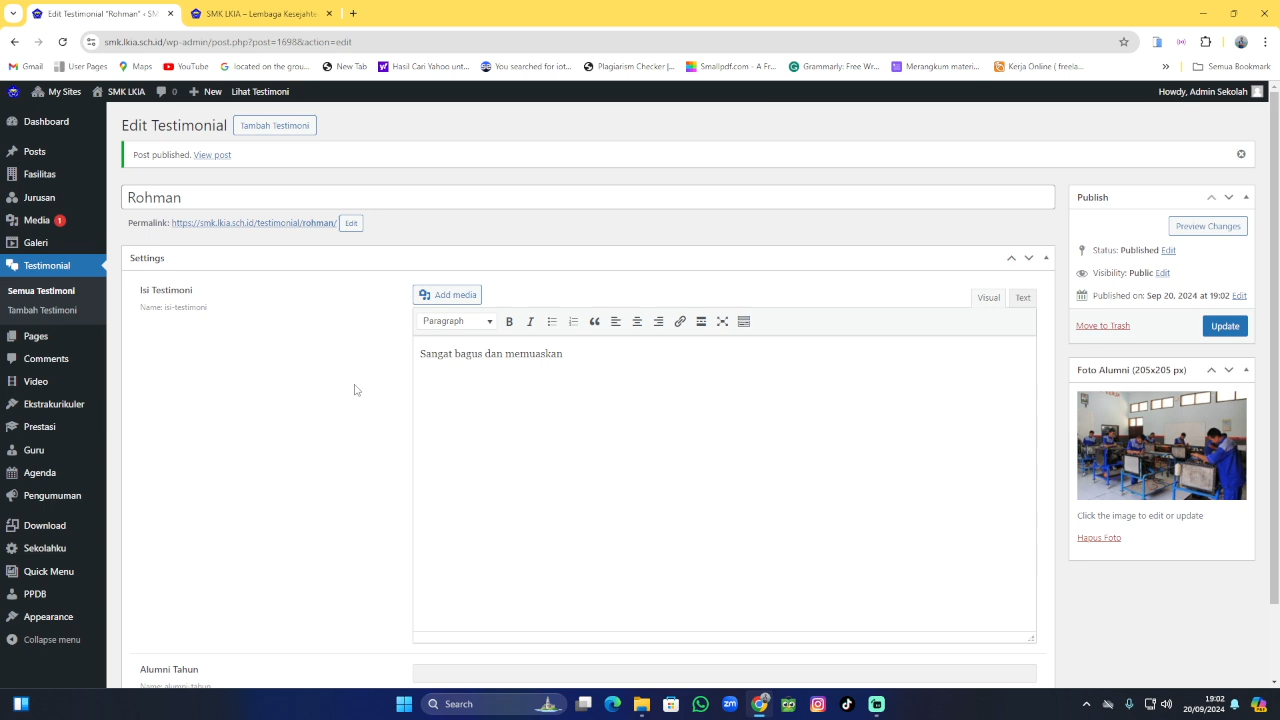 Edit Testimonial "Rohman" ‹ SM
SMK LKIA – Lembaga Kesejahte
smk.lkia.sch.id/wp-admin/post.php?post=1698&action=edit
Gmail
User Pages
Maps
YouTube
located on the grou...
New Tab
Hasil Cari Yahoo unt...
You searched for iot...
Plagiarism Checker |...
Smallpdf.com - A Fr...
Grammarly: Free Wr...
Merangkum materi...
Kerja Online ( freela...
Semua Bookmark
My Sites
SMK LKIA
0
New
Lihat Testimoni
Howdy, Admin Sekolah
Dashboard
Posts
Fasilitas
Jurusan
Media 1
Galeri
Testimonial
Semua Testimoni
Tambah Testimoni
Pages
Comments
Video
Ekstrakurikuler
Prestasi
Guru
Agenda
Pengumuman
Download
Sekolahku
Quick Menu
PPDB
Appearance
Collapse menu
Edit Testimonial
Tambah Testimoni
Post published. View post
Rohman
Permalink: https://smk.lkia.sch.id/testimonial/rohman/ Edit
Settings
Isi Testimoni
Name: isi-testimoni
Add media
Visual
Text
Paragraph
Sangat bagus dan memuaskan
Alumni Tahun
Name: alumni-tahun
Publish
Preview Changes
Status: Published Edit
Visibility: Public Edit
Published on: Sep 20, 2024 at 19:02 Edit
Move to Trash
Update
Foto Alumni (205x205 px)
Click the image to edit or update
Hapus Foto
Search
19:02
20/09/2024